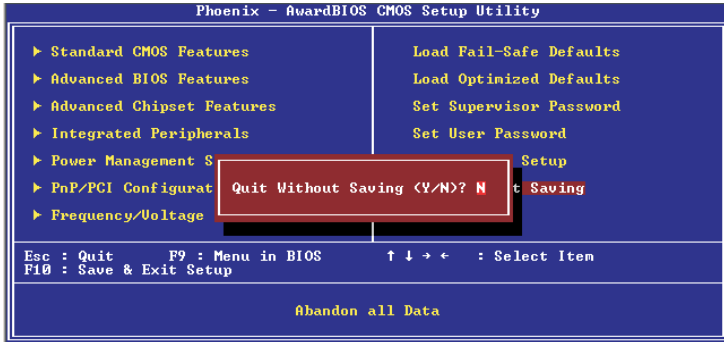 Phoenix - AwardBIOS CMOS Setup Utility
Standard CMOS Features
Advanced BIOS Features
Advanced Chipset Features
Integrated Peripherals
Power Management S
PnP/PCI Configurat
Frequency/Voltage
Load Fail-Safe Defaults
Load Optimized Defaults
Set Supervisor Password
Set User Password
Setup
t Saving
Quit Without Saving (Y/N)? N
Esc : Quit F9 : Menu in BIOS ↑ ↓ → ← : Select Item
F10 : Save & Exit Setup
Abandon all Data